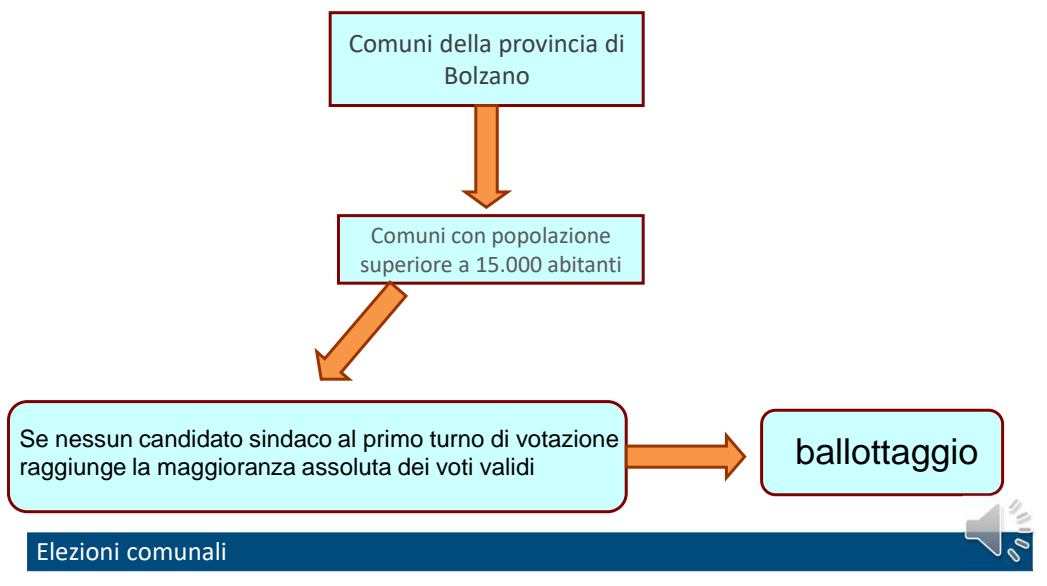 Comuni della provincia di
Bolzano
Comuni con popolazione
superiore a 15.000 abitanti
Se nessun candidato sindaco al primo turno di votazione
raggiunge la maggioranza assoluta dei voti validi
ballottaggio
Elezioni comunali